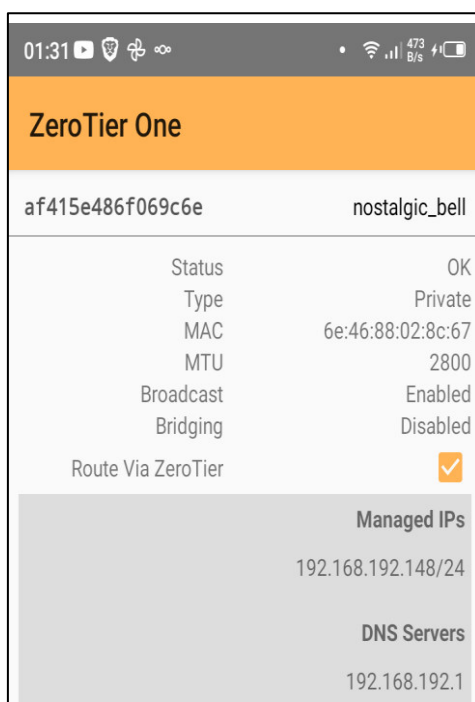 01:31 473 B/s
ZeroTier One
af415e486f069c6e nostalgic_bell
Status OK
Type Private
MAC 6e:46:88:02:8c:67
MTU 2800
Broadcast Enabled
Bridging Disabled
Route Via ZeroTier
Managed IPs
192.168.192.148/24
DNS Servers
192.168.192.1